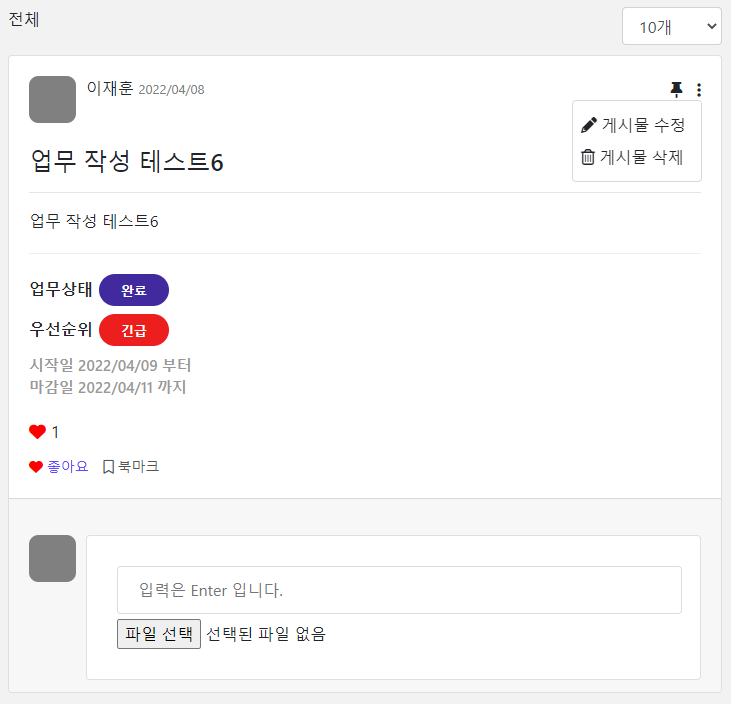 전체
10개
이재훈 2022/04/08
게시물 수정
게시물 삭제
업무 작성 테스트6
업무 작성 테스트6
업무상태 완료
우선순위 긴급
시작일 2022/04/09 부터
마감일 2022/04/11 까지
1
좋아요 북마크
입력은 Enter 입니다.
파일 선택 선택된 파일 없음